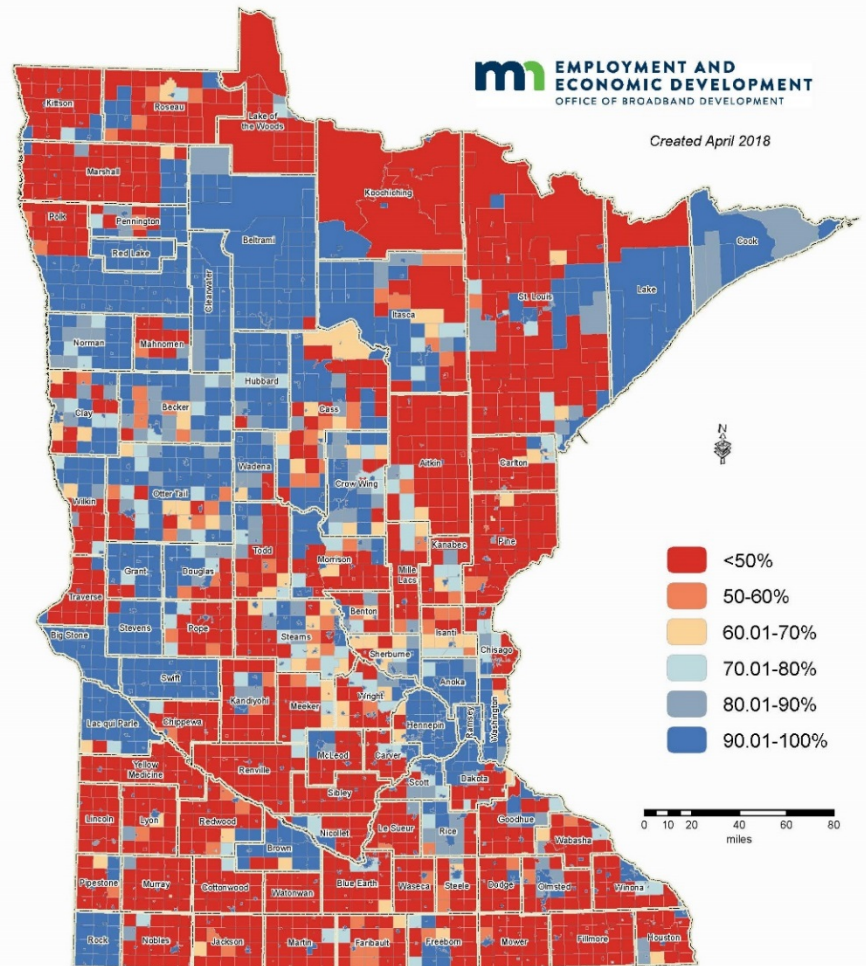 mn EMPLOYMENT AND
ECONOMIC DEVELOPMENT
OFFICE OF BROADBAND DEVELOPMENT
Created April 2018
Kittson
Roseau
Lake of
the Woods
Marshall
Koochiching
Polk
Pennington
Red Lake
Beltrami
Clearwater
Cook
Lake
St. Louis
Itasca
Norman
Mahnomen
Hubbard
Cass
Clay
Becker
N
Wadena
Crow Wing
Aitkin
Carlton
Wilkin
Otter Tail
Todd
Morrison
Mille
Lacs
Kanabec
Pine
Grant
Douglas
Traverse
Big Stone
Stevens
Pope
Stearns
Benton
Isanti
Sherburne
Chisago
Swift
Kandiyohi
Meeker
Wright
Anoka
Hennepin
Ramsey
Washington
Lac qui Parle
Chippewa
McLeod
Carver
Scott
Dakota
Yellow
Medicine
Renville
Sibley
Lincoln
Lyon
Redwood
Brown
Nicollet
Le Sueur
Rice
Goodhue
Wabasha
Pipestone
Murray
Cottonwood
Watonwan
Blue Earth
Waseca
Steele
Dodge
Olmsted
Winona
Rock
Nobles
Jackson
Martin
Faribault
Freeborn
Mower
Fillmore
Houston
<50%
50-60%
60.01-70%
70.01-80%
80.01-90%
90.01-100%
0 10 20 40 60 80
miles